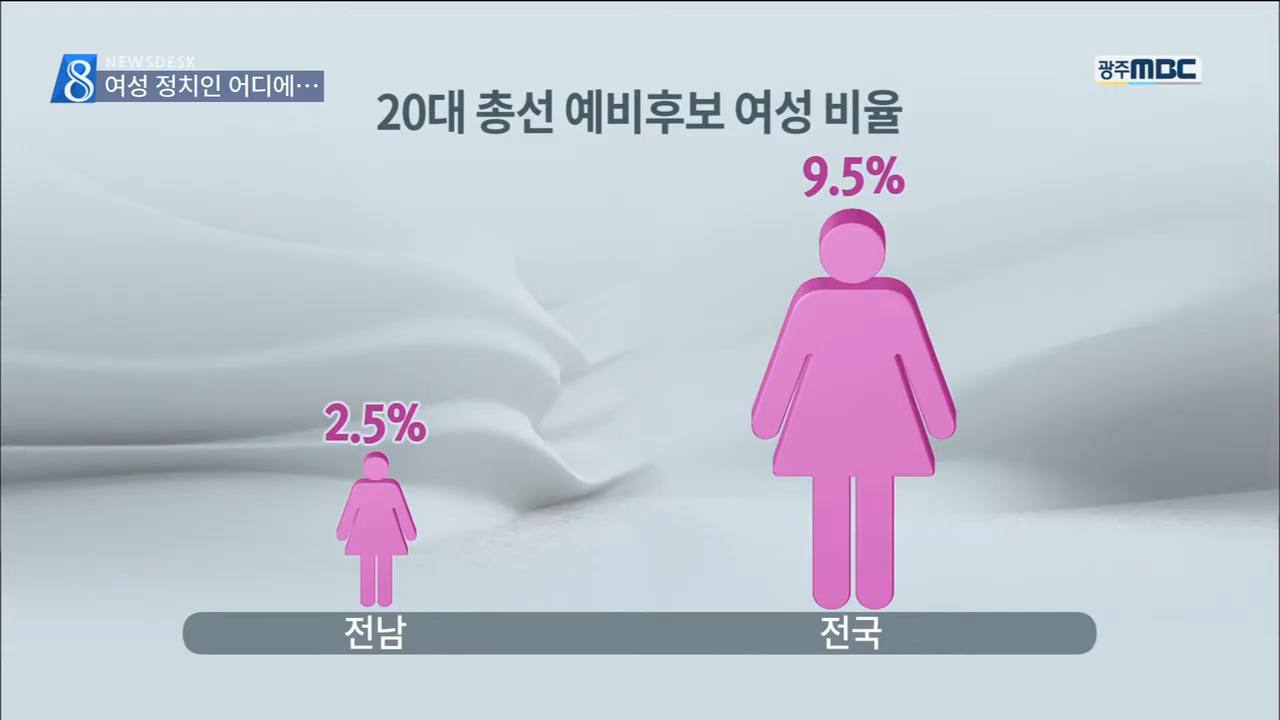 NEWSDESK
8 여성 정치인 어디에…
광주MBC
20대 총선 예비후보 여성 비율
9.5%
2.5%
전남
전국